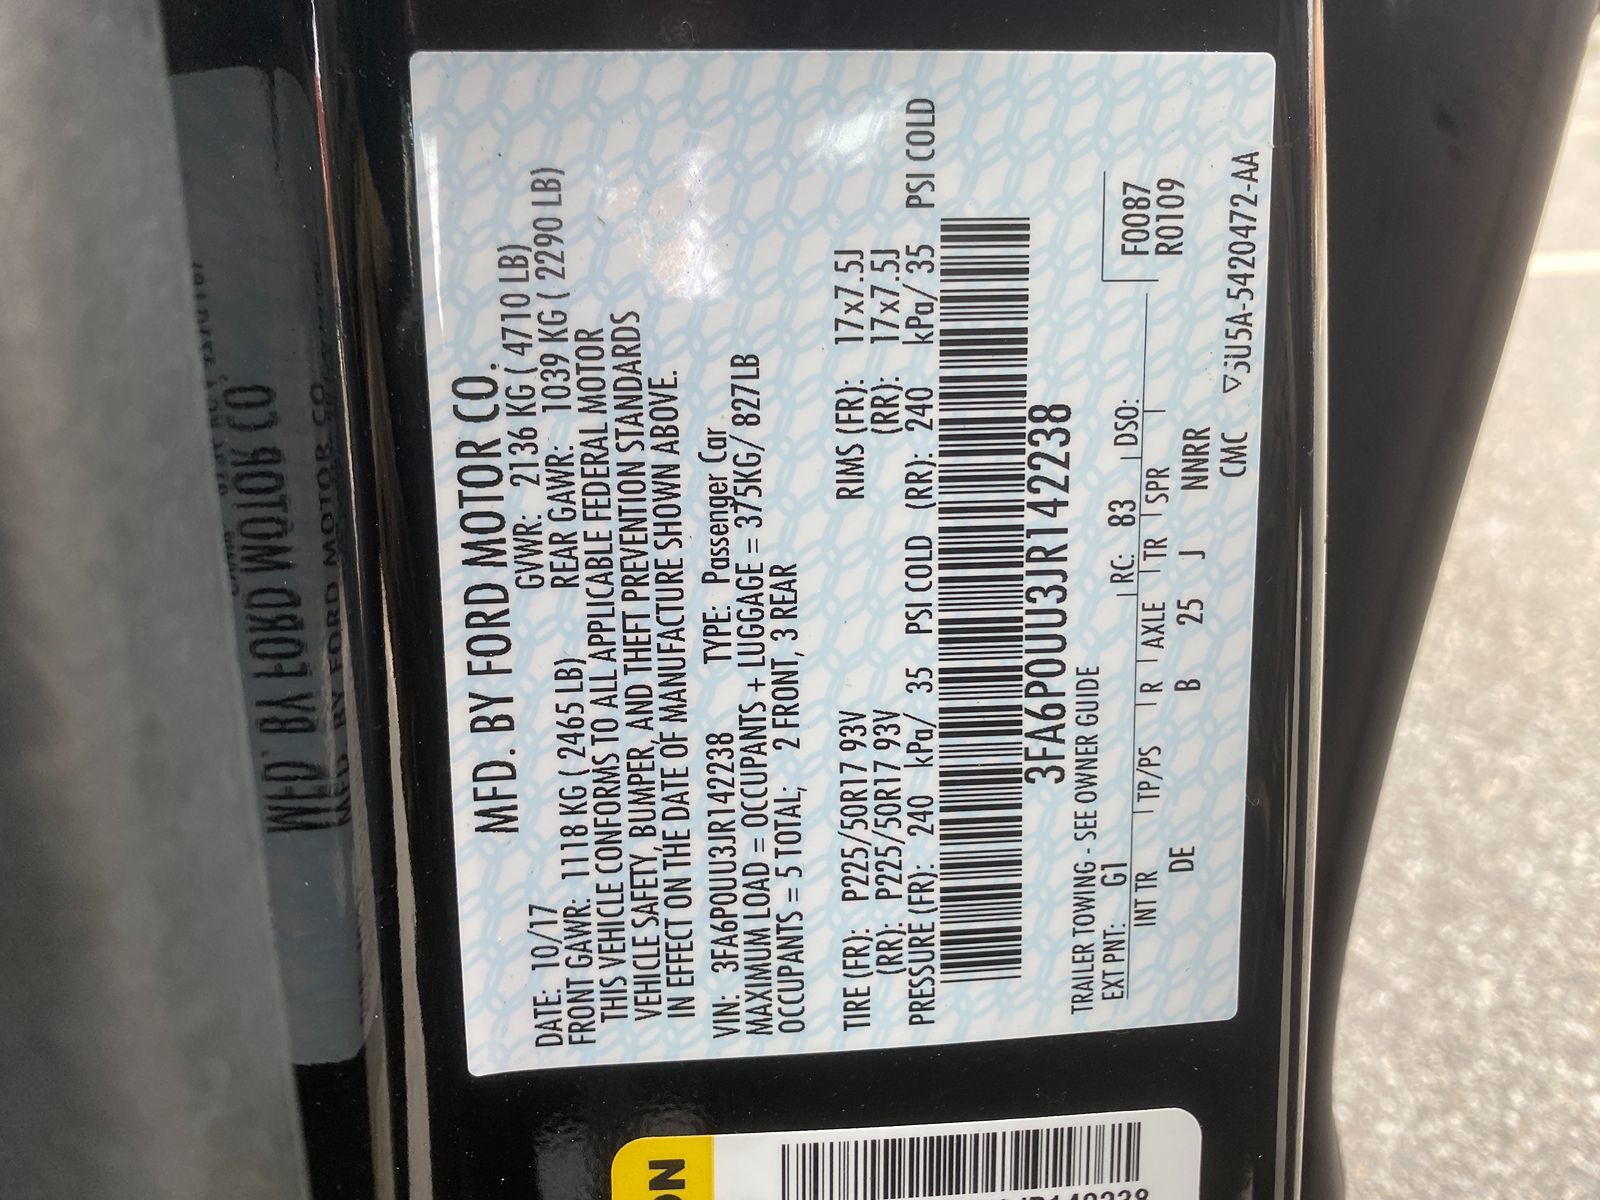 MFD. BY FORD MOTOR CO.
DATE: 10/17 GVWR: 2136 KG ( 4710 LB)
FRONT GAWR: 1118 KG ( 2465 LB) REAR GAWR: 1039 KG ( 2290 LB)
THIS VEHICLE CONFORMS TO ALL APPLICABLE FEDERAL MOTOR
VEHICLE SAFETY, BUMPER, AND THEFT PREVENTION STANDARDS
IN EFFECT ON THE DATE OF MANUFACTURE SHOWN ABOVE.
VIN: 3FA6P0UU3JR142238 TYPE: Passenger Car
MAXIMUM LOAD = OCCUPANTS + LUGGAGE = 375KG/ 827LB
OCCUPANTS = 5 TOTAL; 2 FRONT, 3 REAR
TIRE (FR): P225/50R17 93V RIMS (FR): 17x7.5J
(RR): P225/50R17 93V (RR): 17x7.5J
PRESSURE (FR): 240 kPa/ 35 PSI COLD (RR): 240 kPa/ 35 PSI COLD
3FA6P0UU3JR142238
TRAILER TOWING - SEE OWNER GUIDE
EXT PNT: G1 RC: 83 DSO: F0087
R0109
INT TR TP/PS R AXLE TR SPR
DE B 25 J NNRR
CMC ▽3U5A-5420472-AA